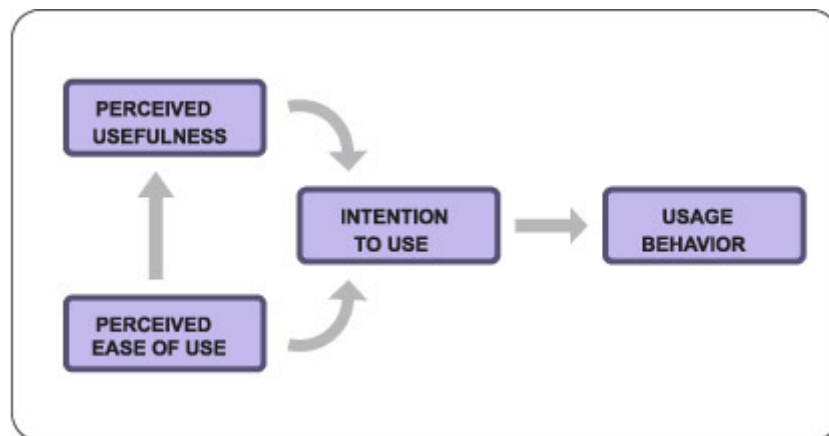 PERCEIVED
USEFULNESS
INTENTION
TO USE
USAGE
BEHAVIOR
PERCEIVED
EASE OF USE